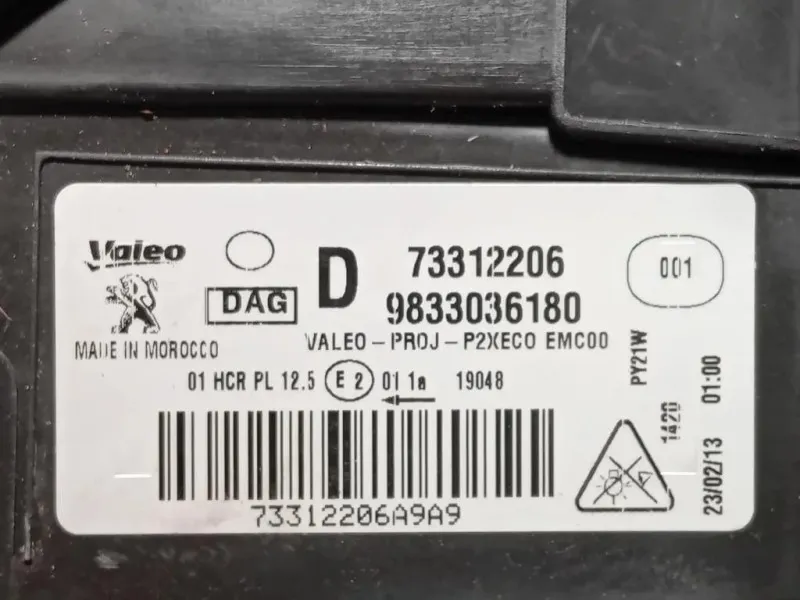 Valeo
DAG
D
73312206
9833036180
001
MADE IN MOROCCO
VALEO-PROJ-P2XECO EMC00
01 HCR PL 12.5 E2 01 1a 19048
73312206A9A9
PY21W
1420
23/02/13 01:00